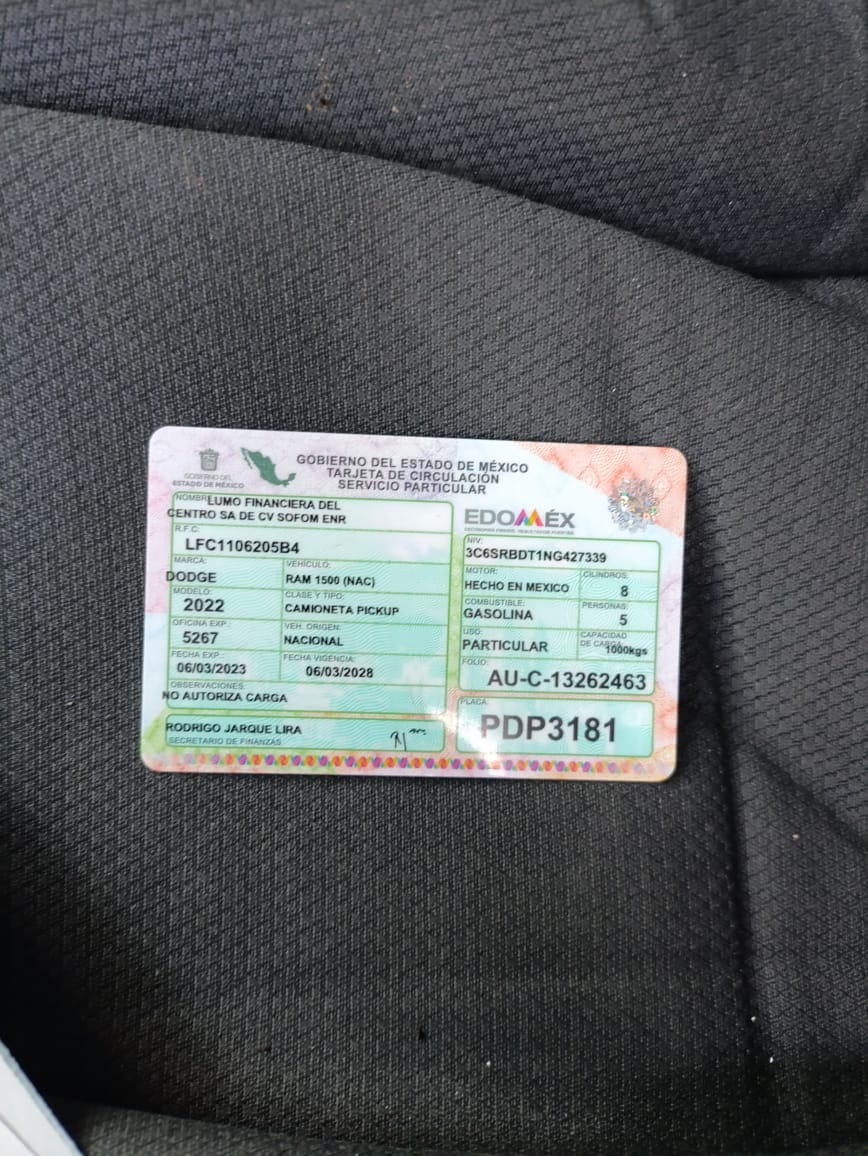 GOBIERNO DEL
ESTADO DE MÉXICO
GOBIERNO DEL ESTADO DE MÉXICO
TARJETA DE CIRCULACIÓN
SERVICIO PARTICULAR
NOMBRE
LUMO FINANCIERA DEL
CENTRO SA DE CV SOFOM ENR
R.F.C.
LFC1106205B4
MARCA:
DODGE
VEHÍCULO:
RAM 1500 (NAC)
MODELO:
2022
CLASE Y TIPO:
CAMIONETA PICKUP
OFICINA EXP.:
5267
VEH. ORIGEN:
NACIONAL
FECHA EXP.:
06/03/2023
FECHA VIGENCIA:
06/03/2028
OBSERVACIONES:
NO AUTORIZA CARGA
RODRIGO JARQUE LIRA
SECRETARIO DE FINANZAS
EDOMÉX
DECISIONES FIRMES, RESULTADOS FUERTES.
NIV:
3C6SRBDT1NG427339
MOTOR:
HECHO EN MEXICO
CILINDROS:
8
COMBUSTIBLE:
GASOLINA
PERSONAS:
5
USO:
PARTICULAR
CAPACIDAD
DE CARGA:
1000kgs
FOLIO:
AU-C-13262463
PLACA:
PDP3181